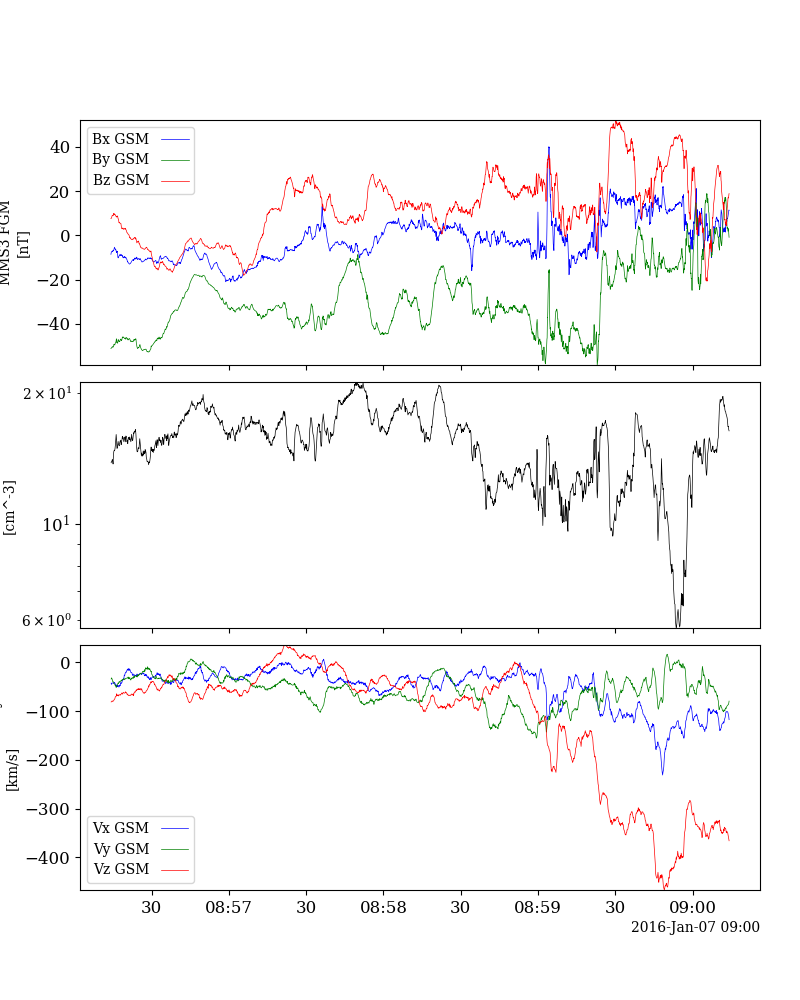 MMS3 FGM
[nT]
40
20
0
−20
−40
Bx GSM
By GSM
Bz GSM
[cm^-3]
2 × 10¹
10¹
6 × 10⁰
[km/s]
0
−100
−200
−300
−400
Vx GSM
Vy GSM
Vz GSM
30 08:57 30 08:58 30 08:59 30 09:00
2016-Jan-07 09:00